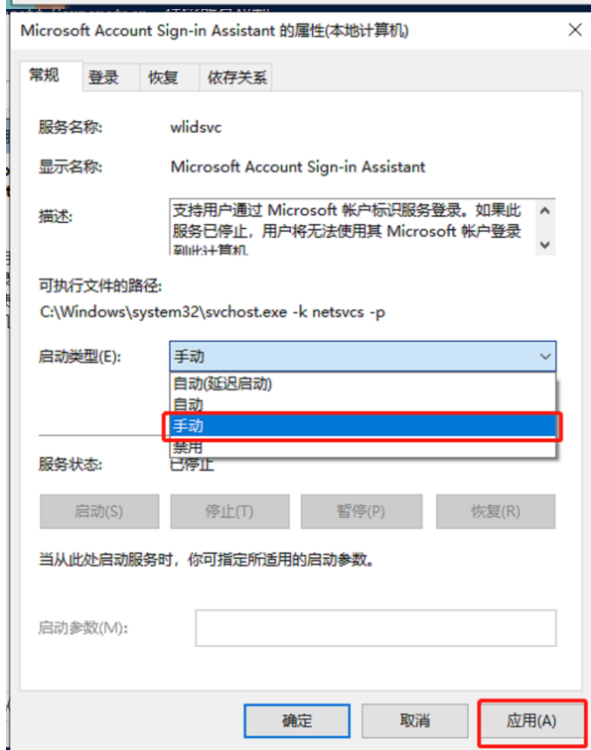 Microsoft Account Sign-in Assistant 的属性(本地计算机)
常规 登录 恢复 依存关系
服务名称: wlidsvc
显示名称: Microsoft Account Sign-in Assistant
描述: 支持用户通过 Microsoft 帐户标识服务登录。如果此
服务已停止，用户将无法使用其 Microsoft 帐户登录
到此计算机
可执行文件的路径:
C:\Windows\system32\svchost.exe -k netsvcs -p
启动类型(E): 手动
自动(延迟启动)
自动
手动
禁用
服务状态: 已停止
启动(S) 停止(T) 暂停(P) 恢复(R)
当从此处启动服务时，你可指定所适用的启动参数。
启动参数(M):
确定 取消 应用(A)